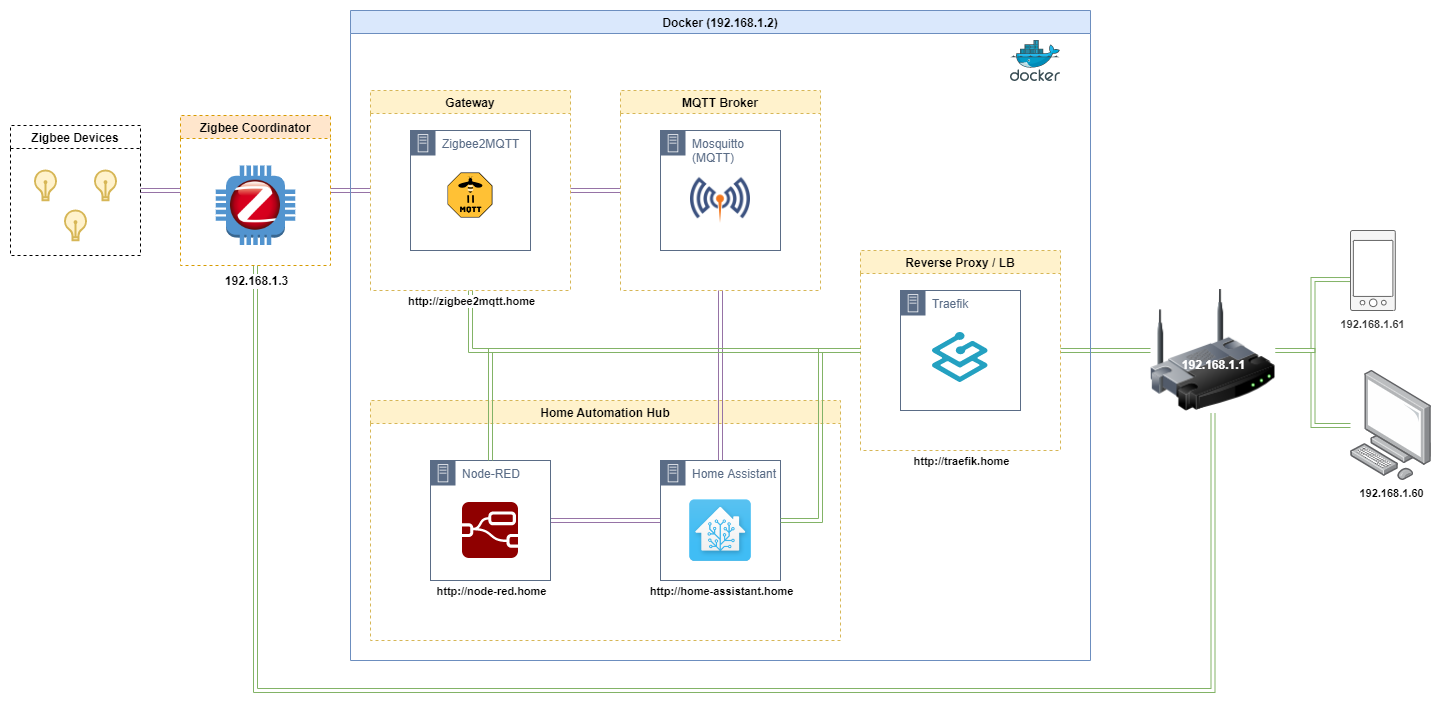 Docker (192.168.1.2)
docker
Gateway
MQTT Broker
Zigbee Devices
Zigbee Coordinator
Zigbee2MQTT
MQTT
Mosquitto
(MQTT)
192.168.1.3
http://zigbee2mqtt.home
Reverse Proxy / LB
Traefik
http://traefik.home
192.168.1.1
192.168.1.61
192.168.1.60
Home Automation Hub
Node-RED
Home Assistant
http://node-red.home
http://home-assistant.home